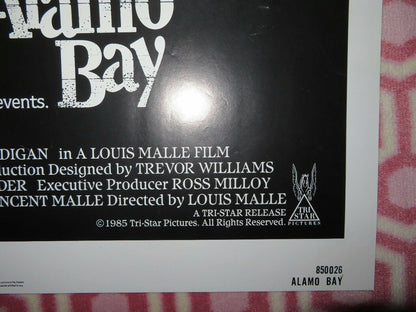 Alamo
Bay
events.
DIGAN in A LOUIS MALLE FILM
duction Designed by TREVOR WILLIAMS
DER Executive Producer ROSS MILLOY
NCENT MALLE Directed by LOUIS MALLE
A TRI-STAR RELEASE
©1985 Tri-Star Pictures. All Rights Reserved.
TRI
STAR
PICTURES
850026
ALAMO BAY